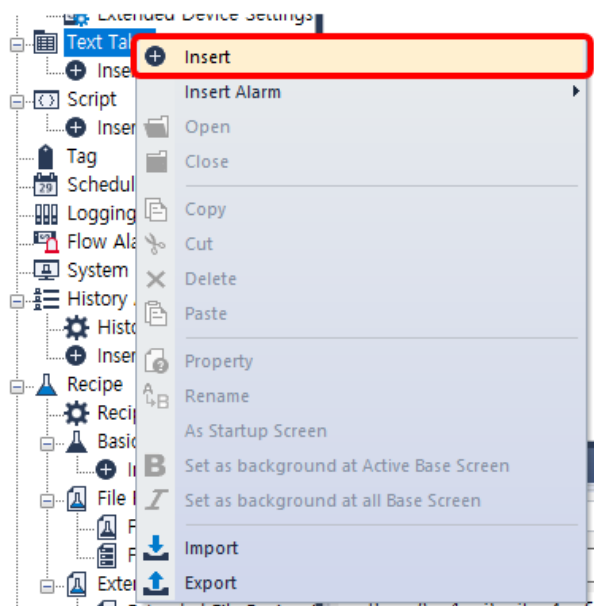 Extended Device Settings
Text Tab
Insert
Inse
Insert Alarm
Script
Inser
Open
Tag
Close
Schedul
29
Logging
Copy
Flow Ala
Cut
System
Delete
History
Paste
Histo
Inser
Property
Recipe
Rename
Recip
As Startup Screen
Basic
Set as background at Active Base Screen
File
Set as background at all Base Screen
F
Import
F
Exter
Export